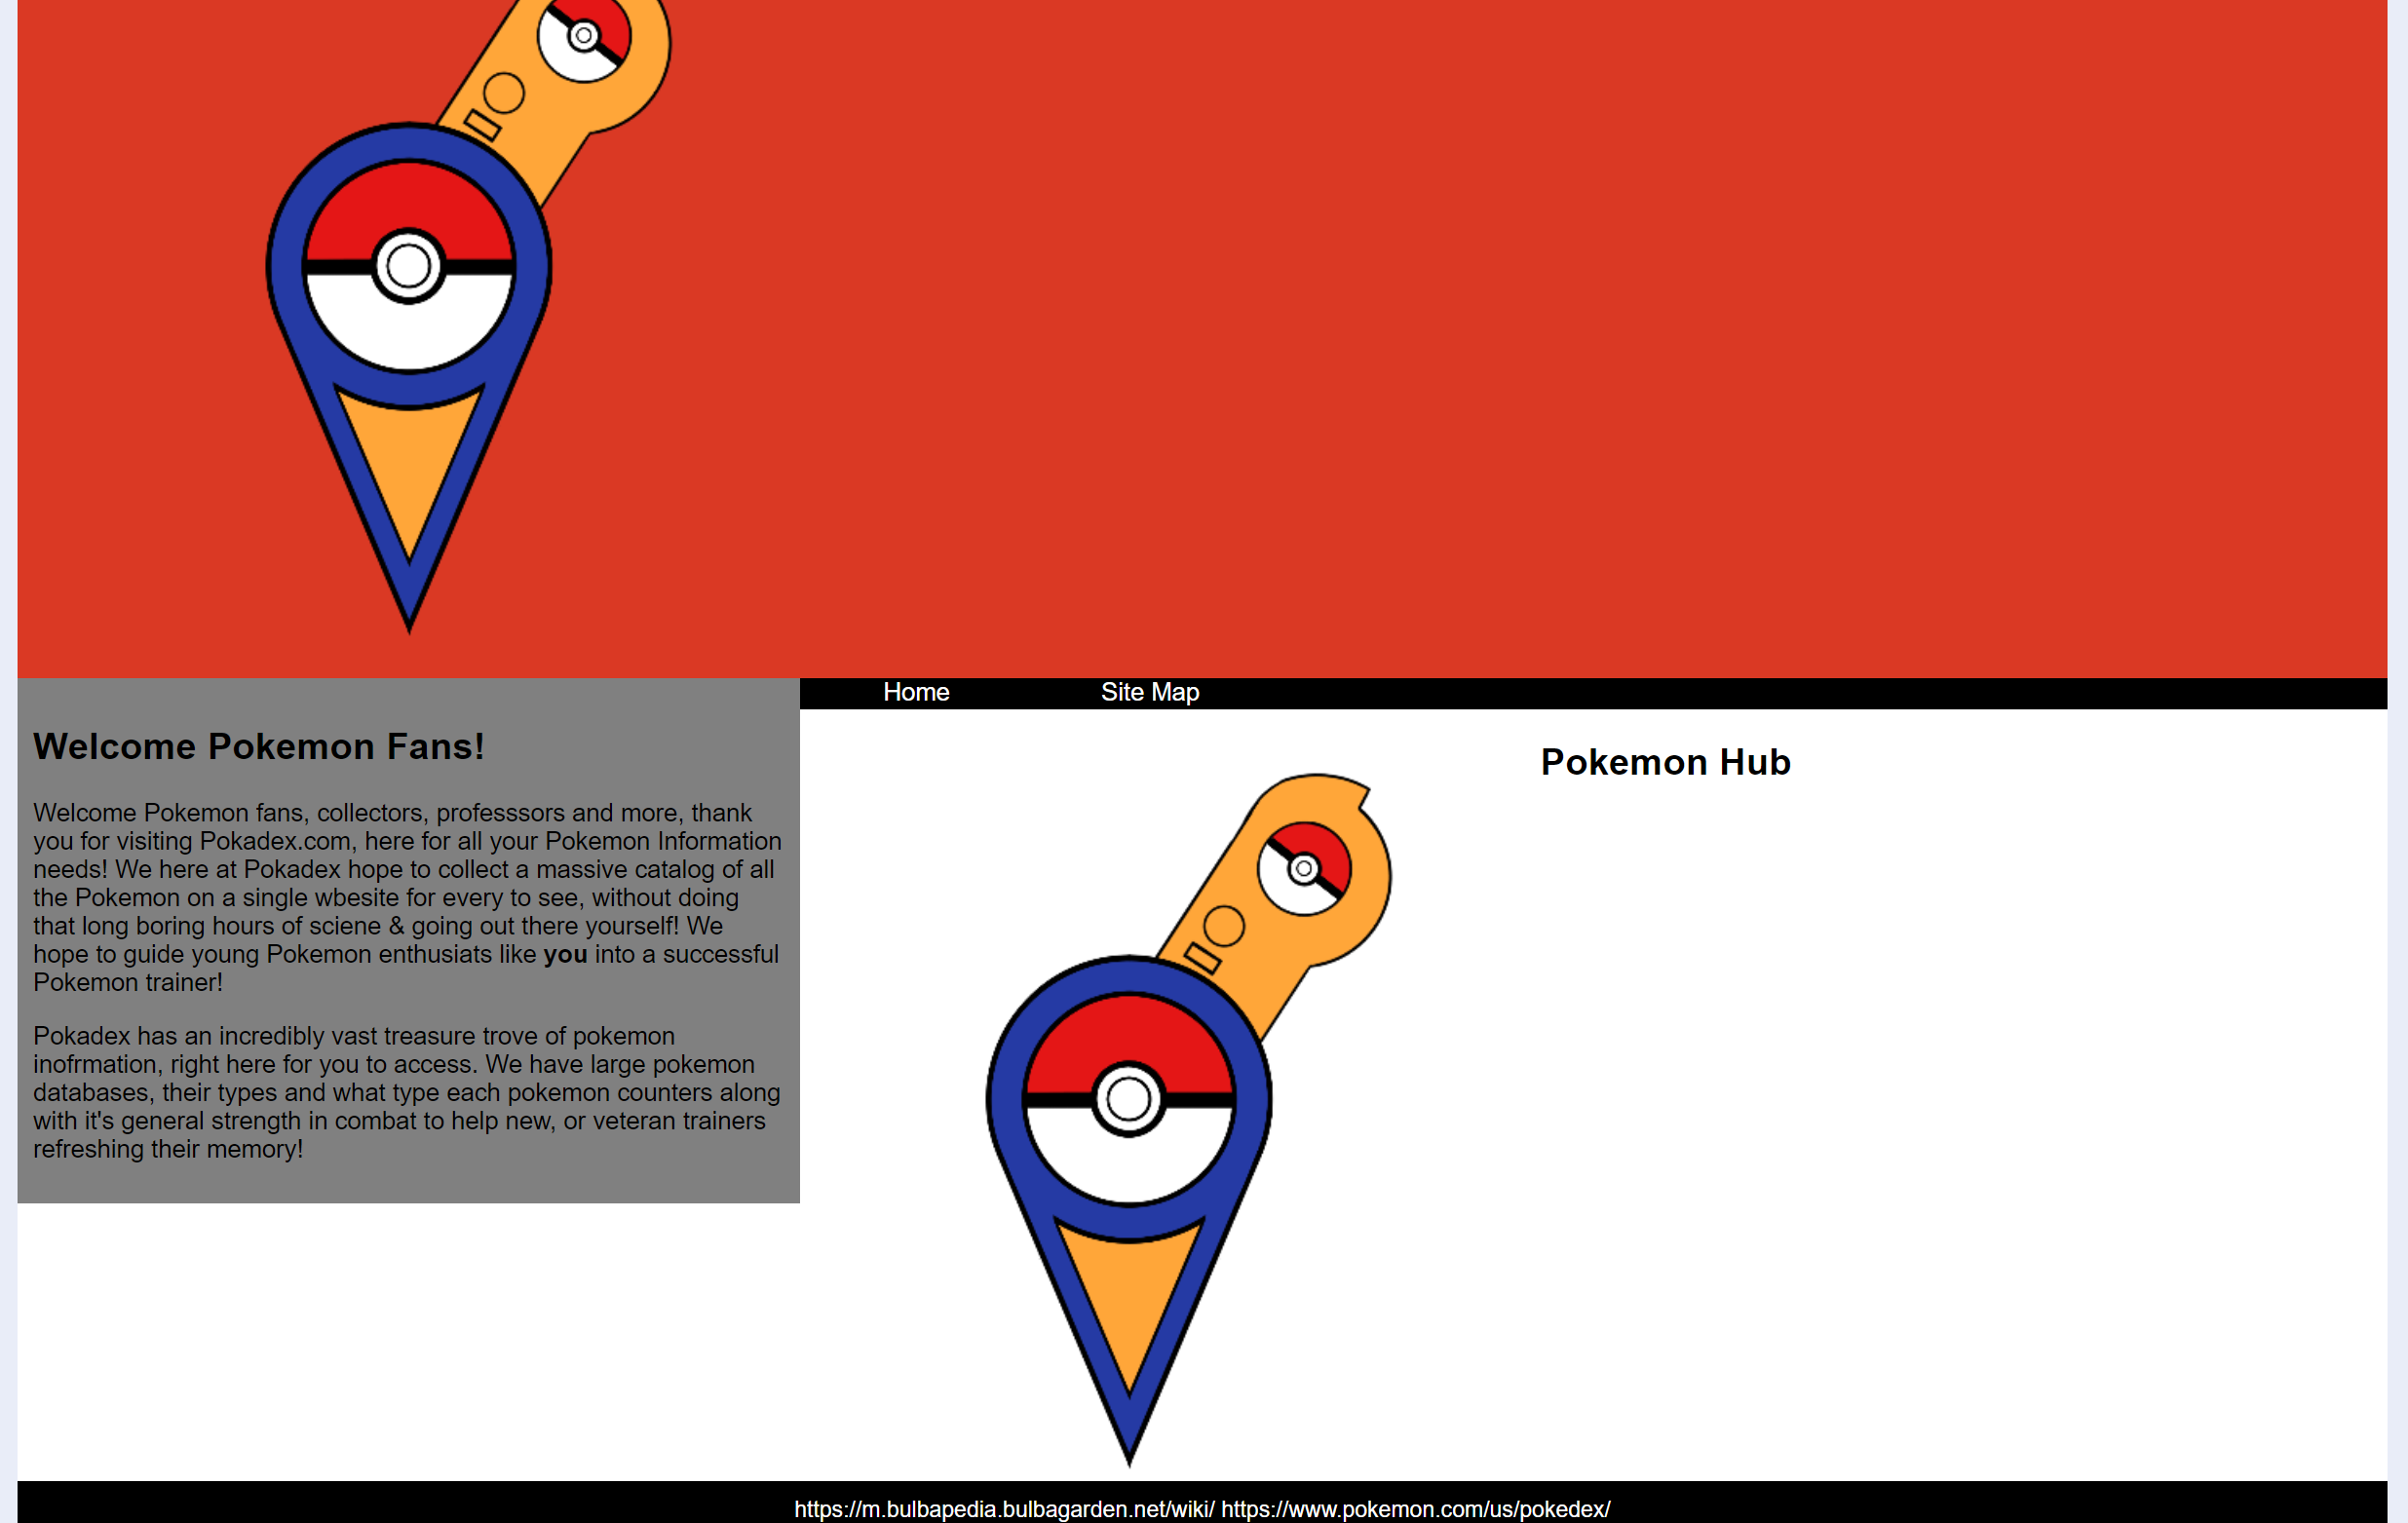 Home Site Map
Welcome Pokemon Fans!
Welcome Pokemon fans, collectors, professsors and more, thank
you for visiting Pokadex.com, here for all your Pokemon Information
needs! We here at Pokadex hope to collect a massive catalog of all
the Pokemon on a single wbesite for every to see, without doing
that long boring hours of sciene & going out there yourself! We
hope to guide young Pokemon enthusiats like you into a successful
Pokemon trainer!
Pokadex has an incredibly vast treasure trove of pokemon
inofrmation, right here for you to access. We have large pokemon
databases, their types and what type each pokemon counters along
with it's general strength in combat to help new, or veteran trainers
refreshing their memory!
Pokemon Hub
https://m.bulbapedia.bulbagarden.net/wiki/ https://www.pokemon.com/us/pokedex/